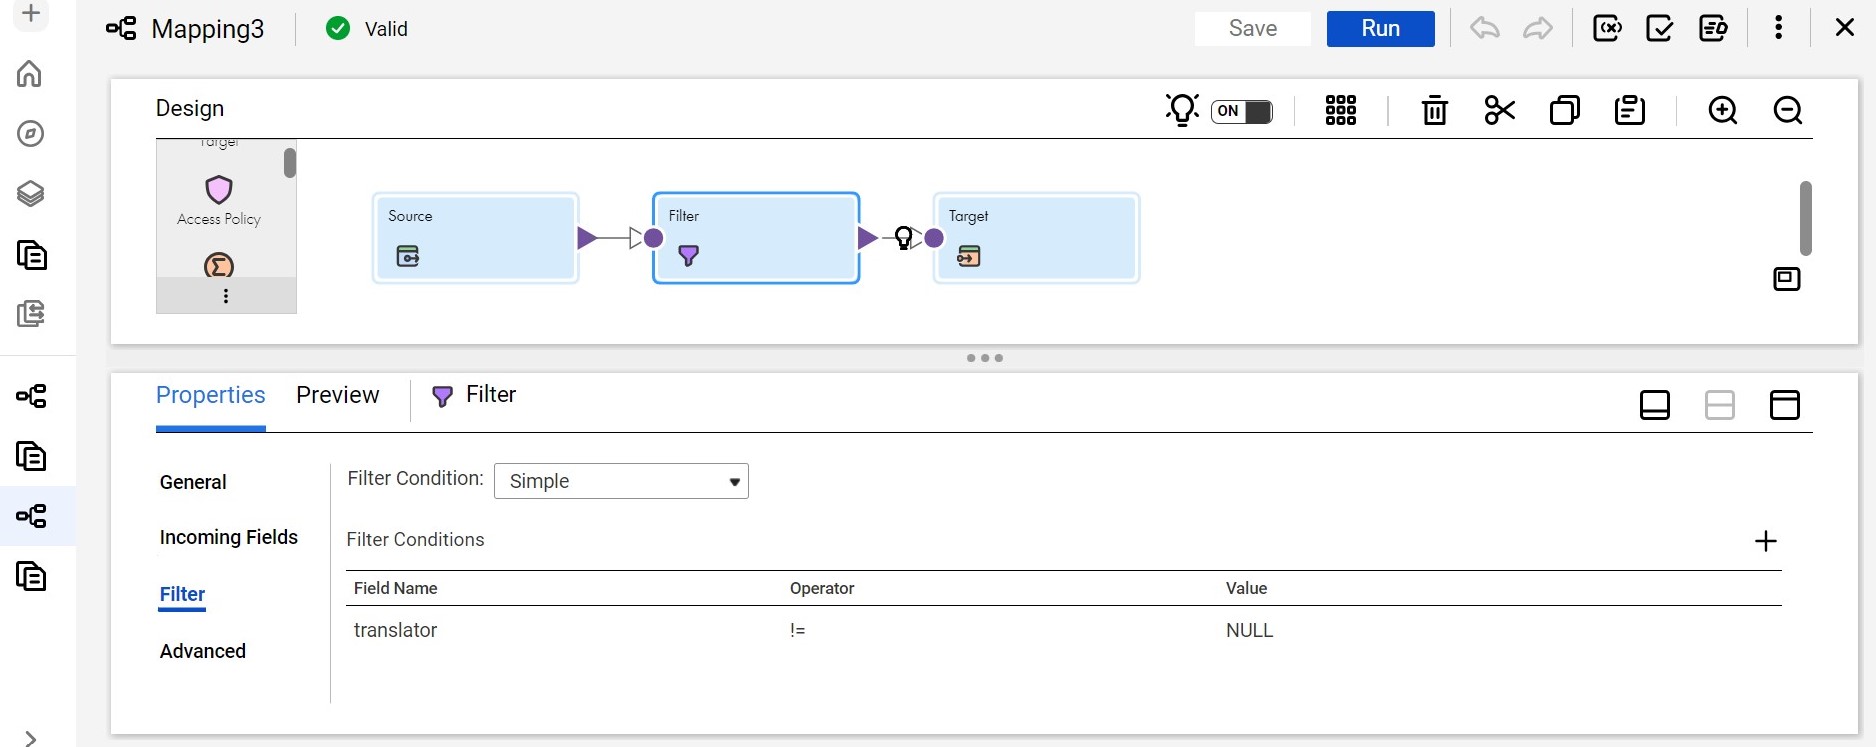 Mapping3
Valid
Save
Run
Design
ON
Target
Access Policy
Source
Filter
Target
Properties
Preview
Filter
General
Incoming Fields
Filter
Advanced
Filter Condition:
Simple
Filter Conditions
Field Name Operator Value
translator != NULL